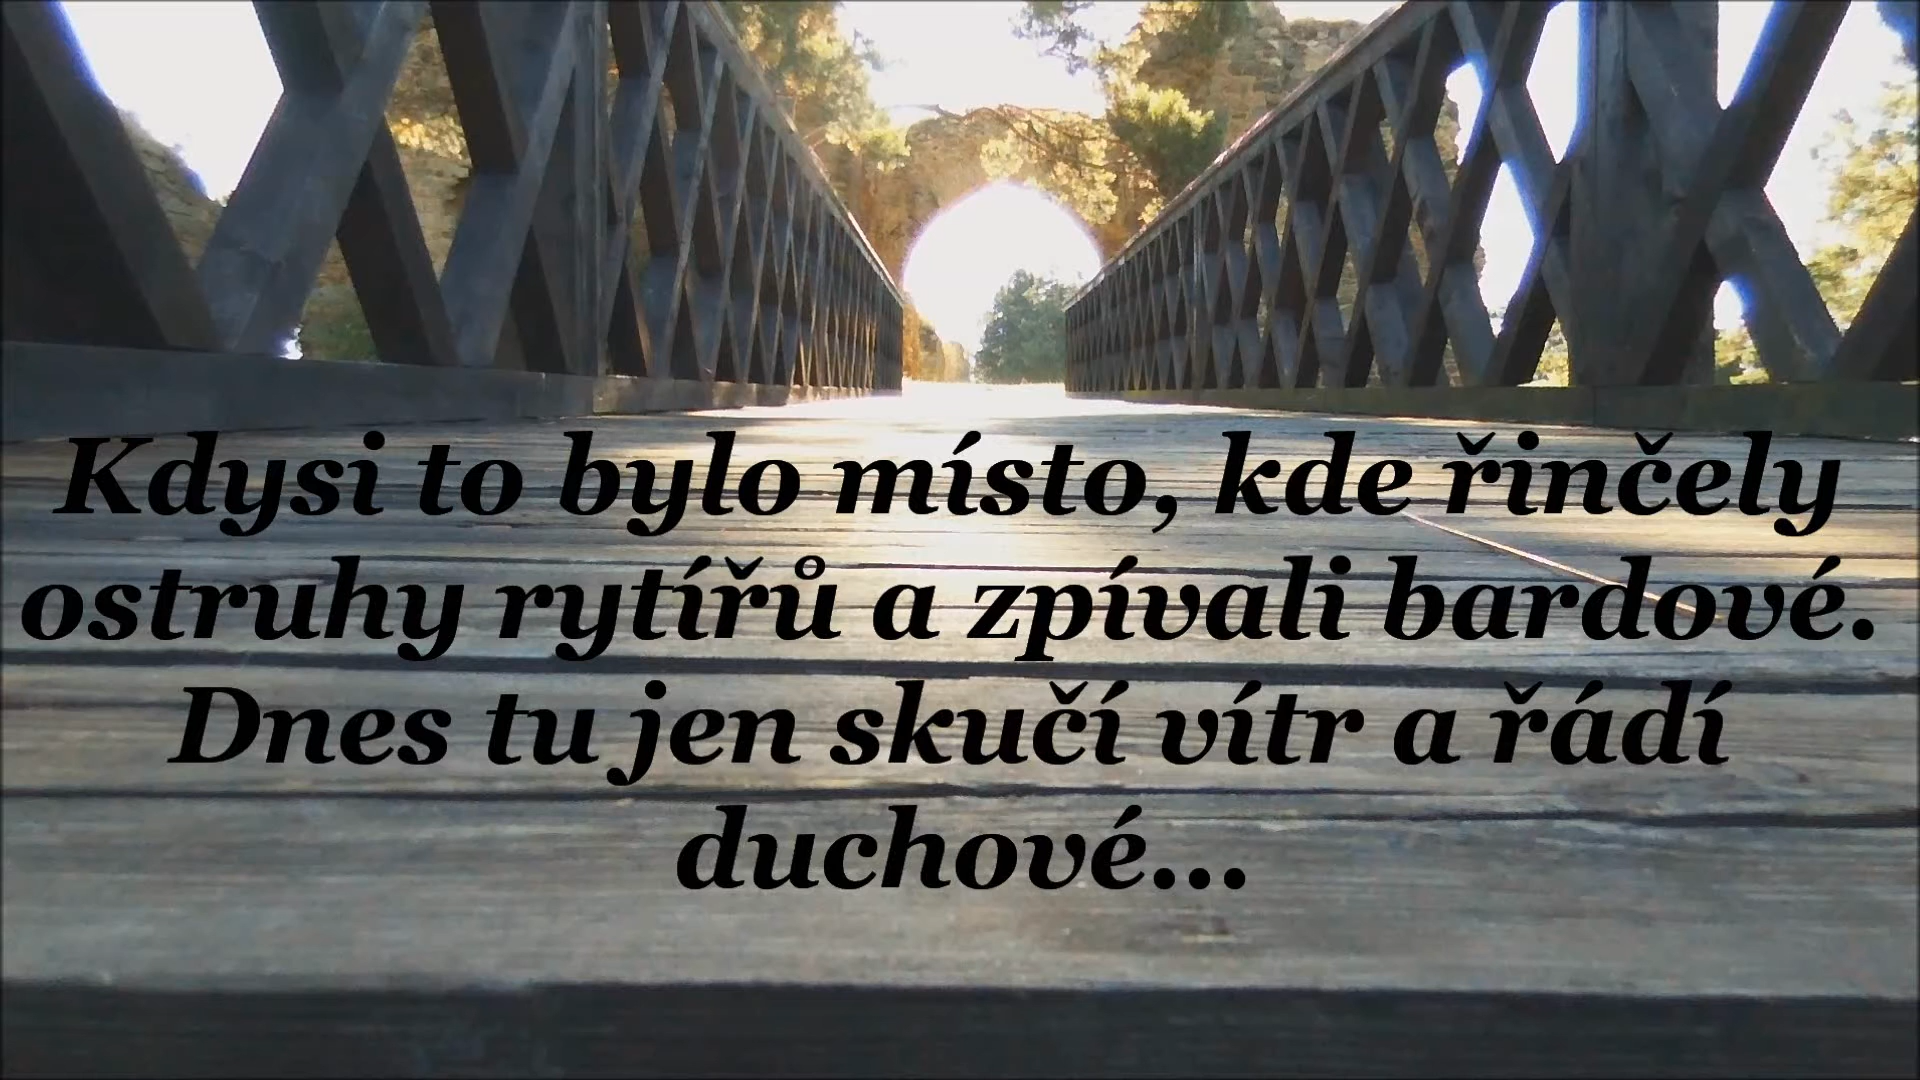 Kdysi to bylo místo, kde řinčely
ostruhy rytířů a zpívali bardové.
Dnes tu jen skučí vítr a řádí
duchové...